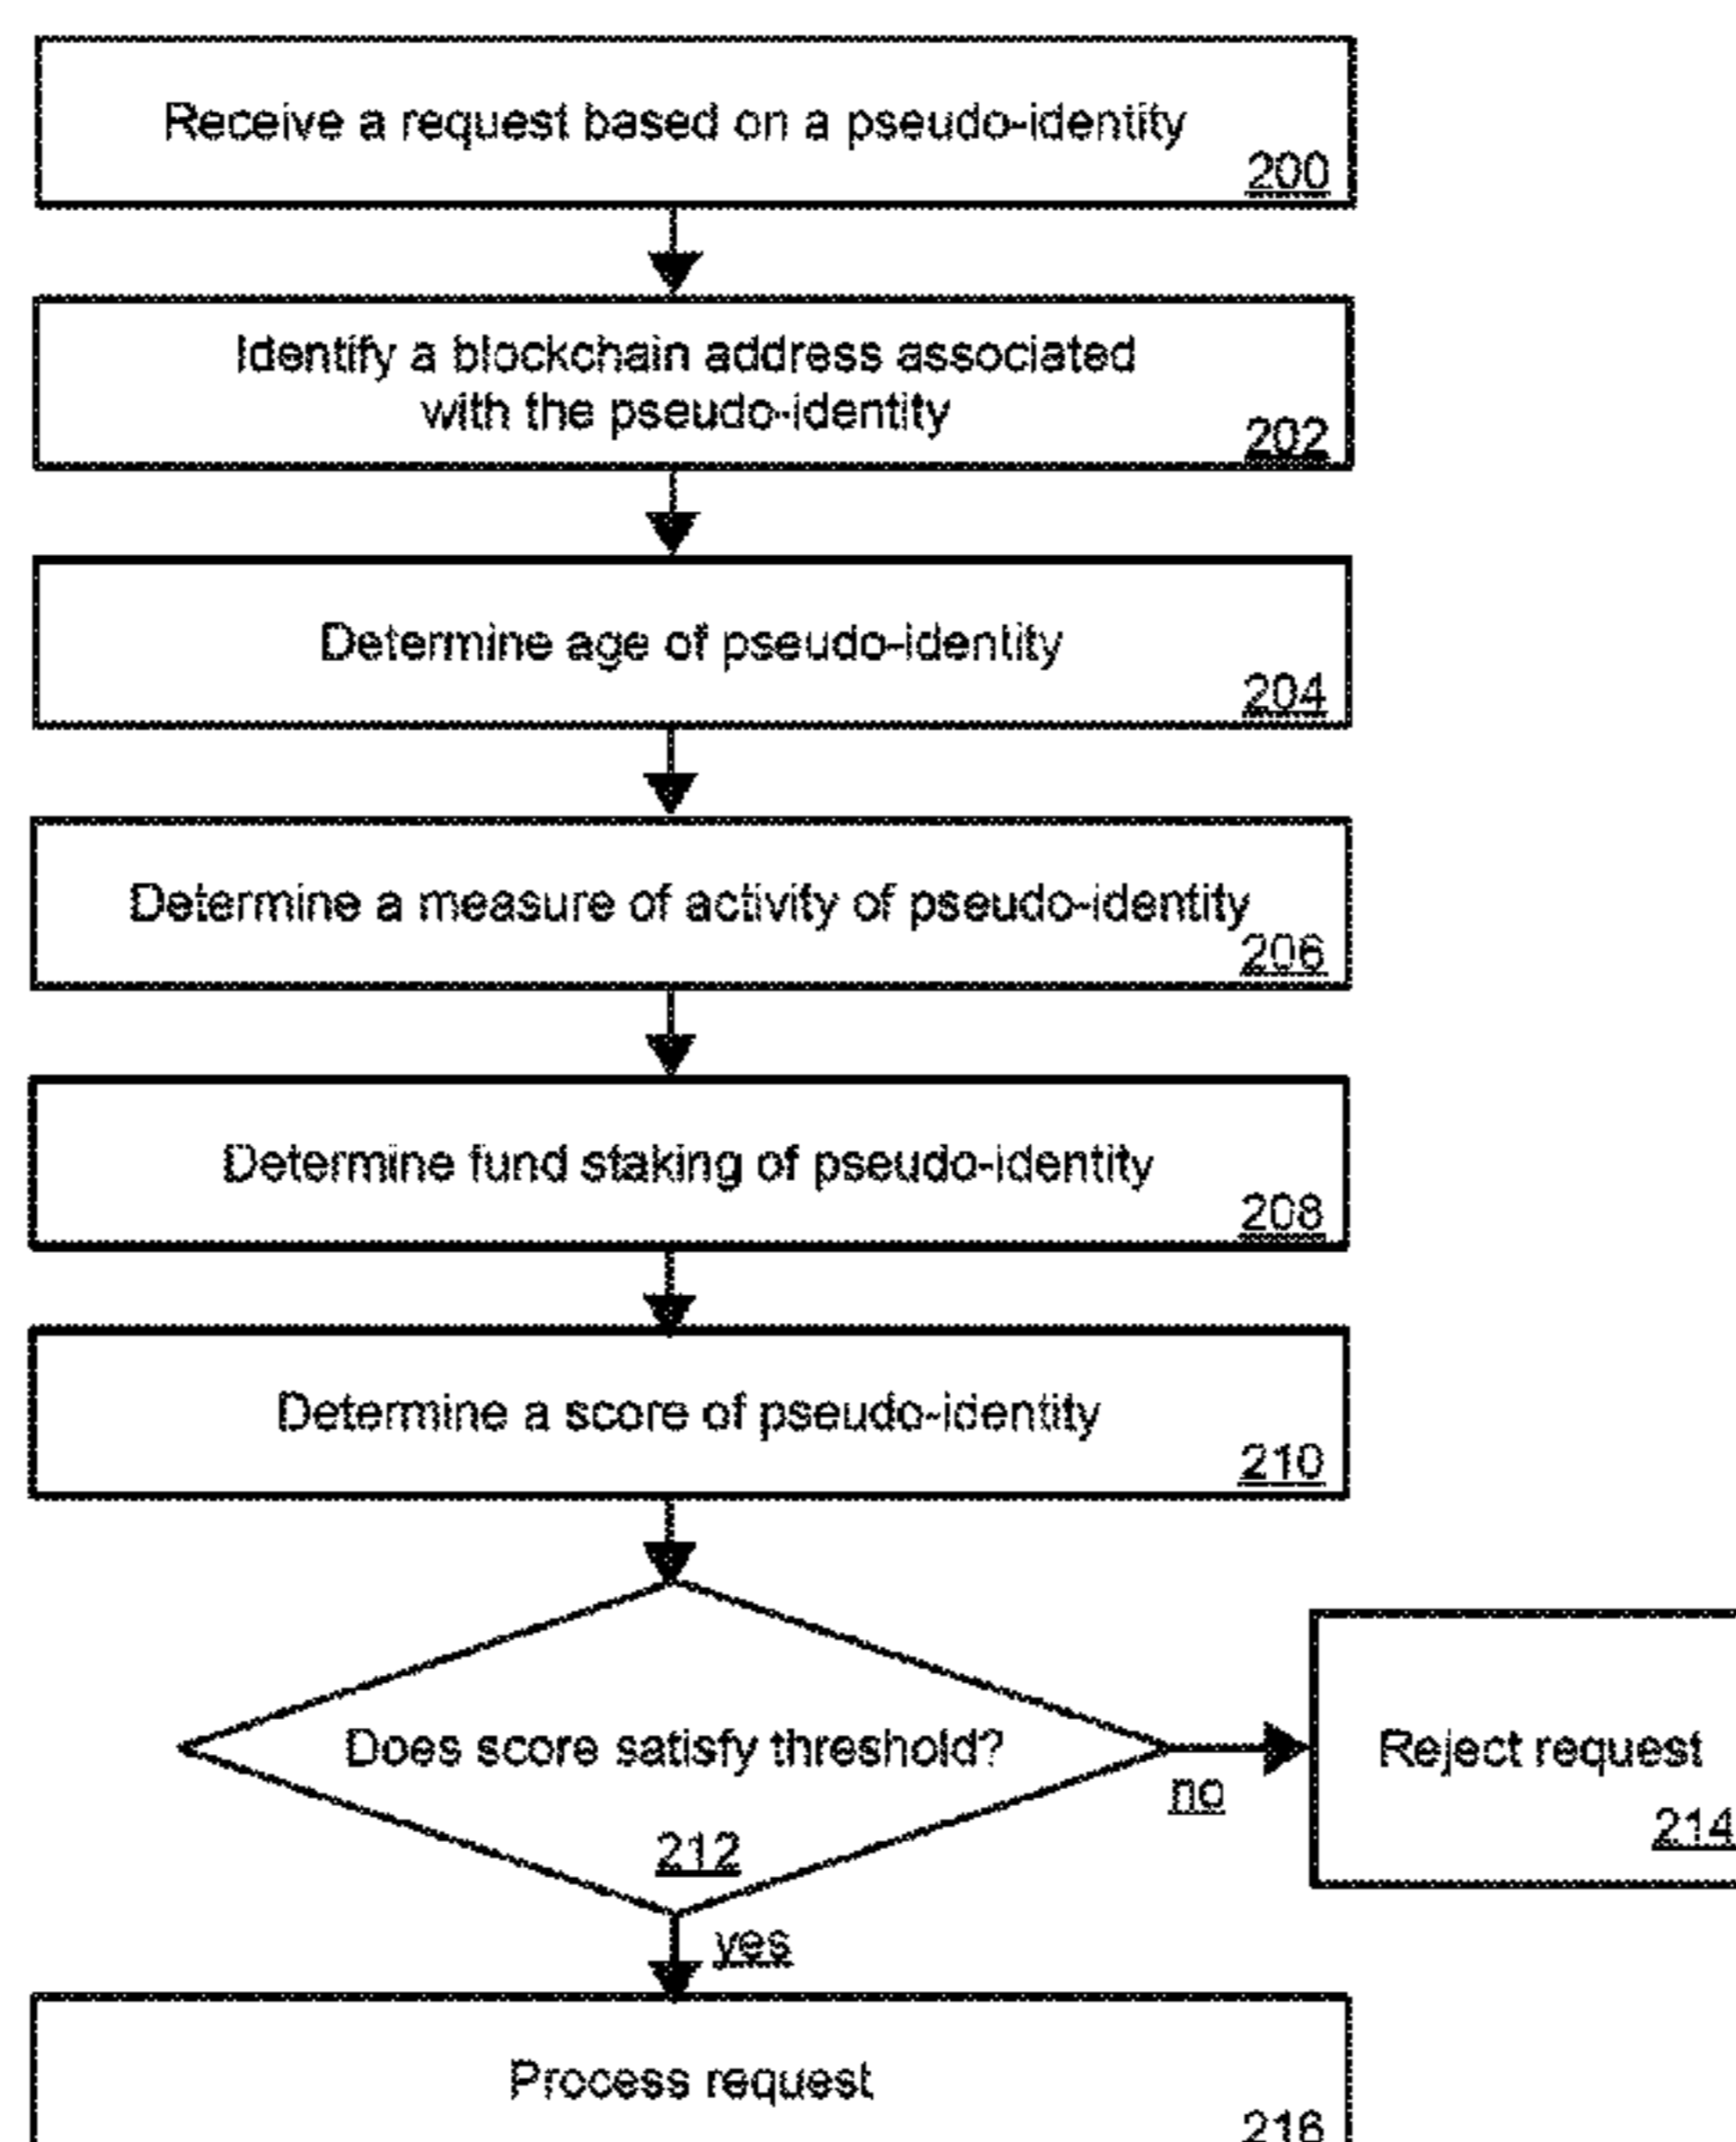 Receive a request based on a pseudo-identity
200
Identify a blockchain address associated
with the pseudo-identity
202
Determine age of pseudo-identity
204
Determine a measure of activity of pseudo-identity
206
Determine fund staking of pseudo-identity
208
Determine a score of pseudo-identity
210
Does score satisfy threshold?
212
no
Reject request
214
yes
Process request
216